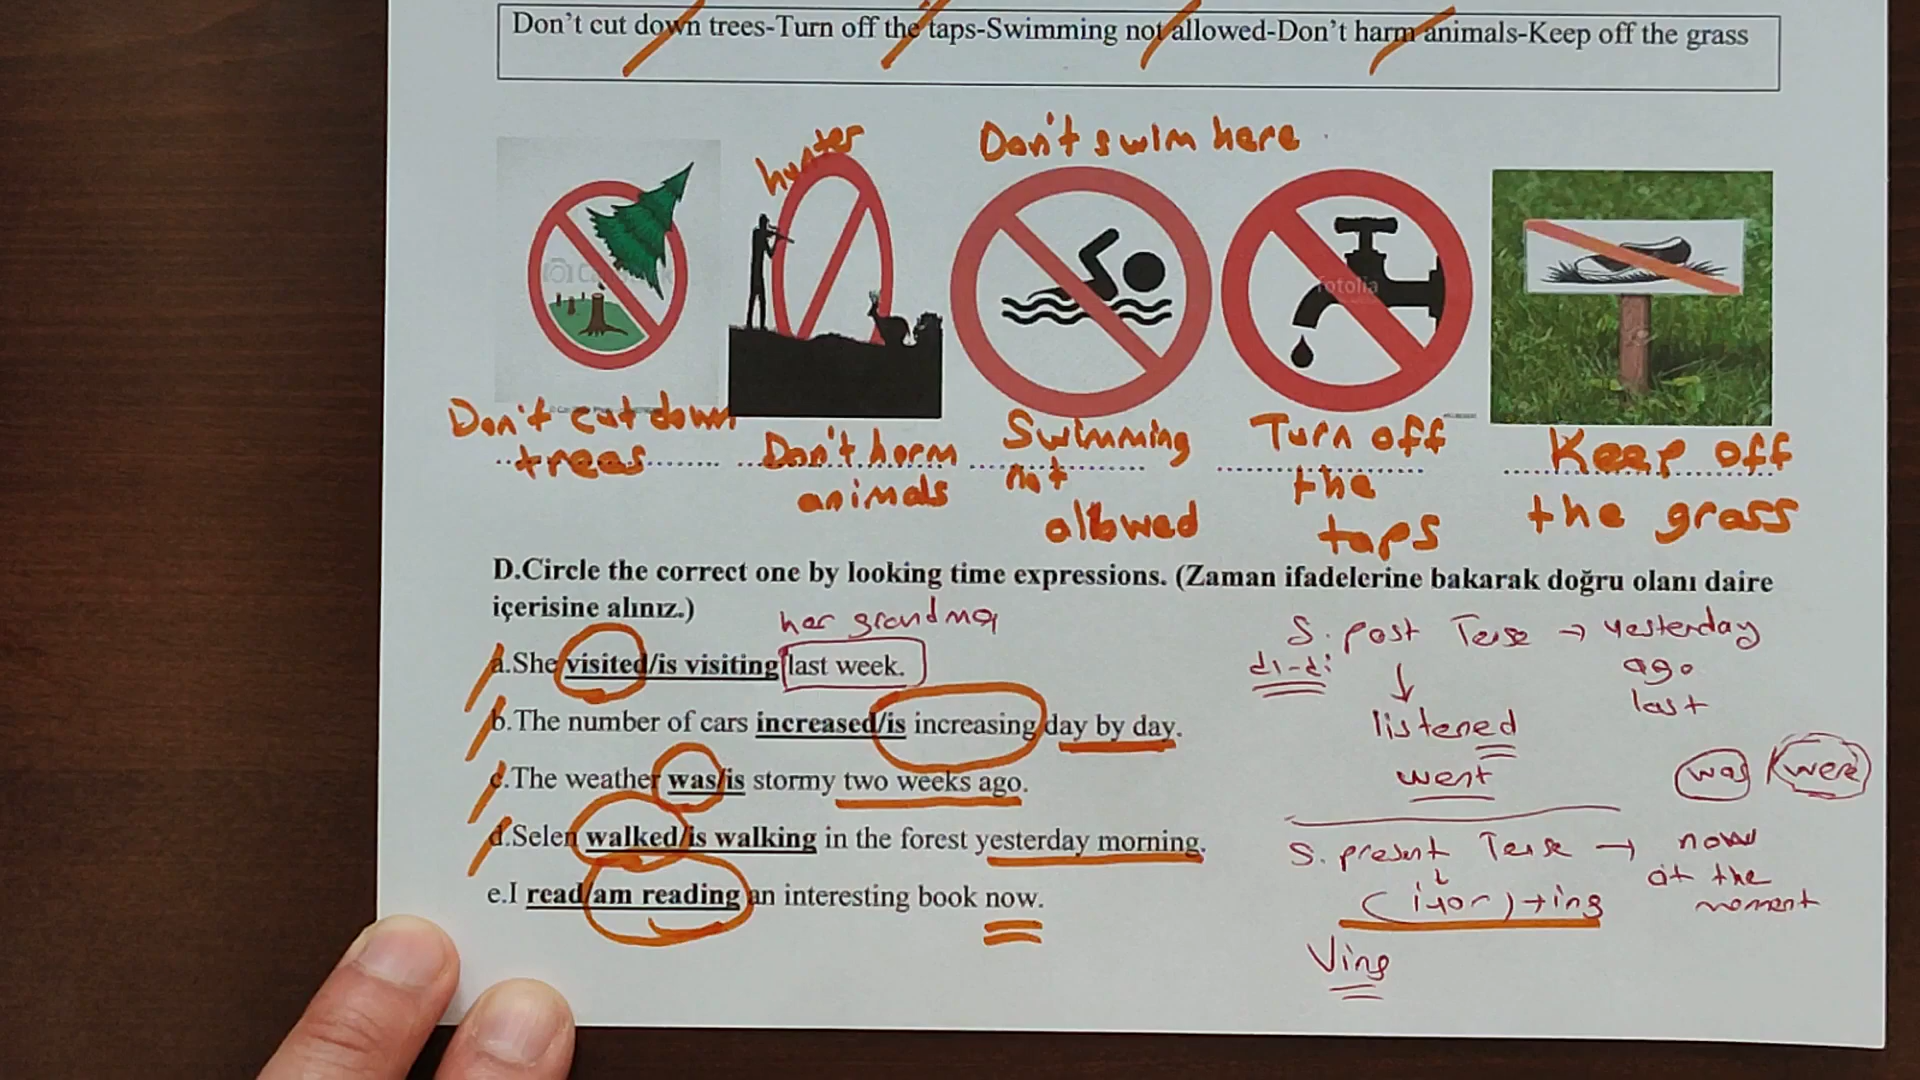 Don't cut down trees-Turn off the taps-Swimming not allowed-Don't harm animals-Keep off the grass
hunter
Don't swim here
fotolia
Don't cut down
trees
Don't harm
animals
Swimming
not
allowed
Turn off
the
taps
Keep off
the grass
D.Circle the correct one by looking time expressions. (Zaman ifadelerine bakarak doğru olanı daire
içerisine alınız.)
her grandma
a.She visited/is visiting last week.
b.The number of cars increased/is increasing day by day.
c.The weather was/is stormy two weeks ago.
d.Selen walked/is walking in the forest yesterday morning.
e.I read/am reading an interesting book now.
S. past Tense → yesterday
dı-di
ago
last
↓
listened
went
was / were
S. present Tense → now
at the
moment
↓
(iyor)→ing
Ving